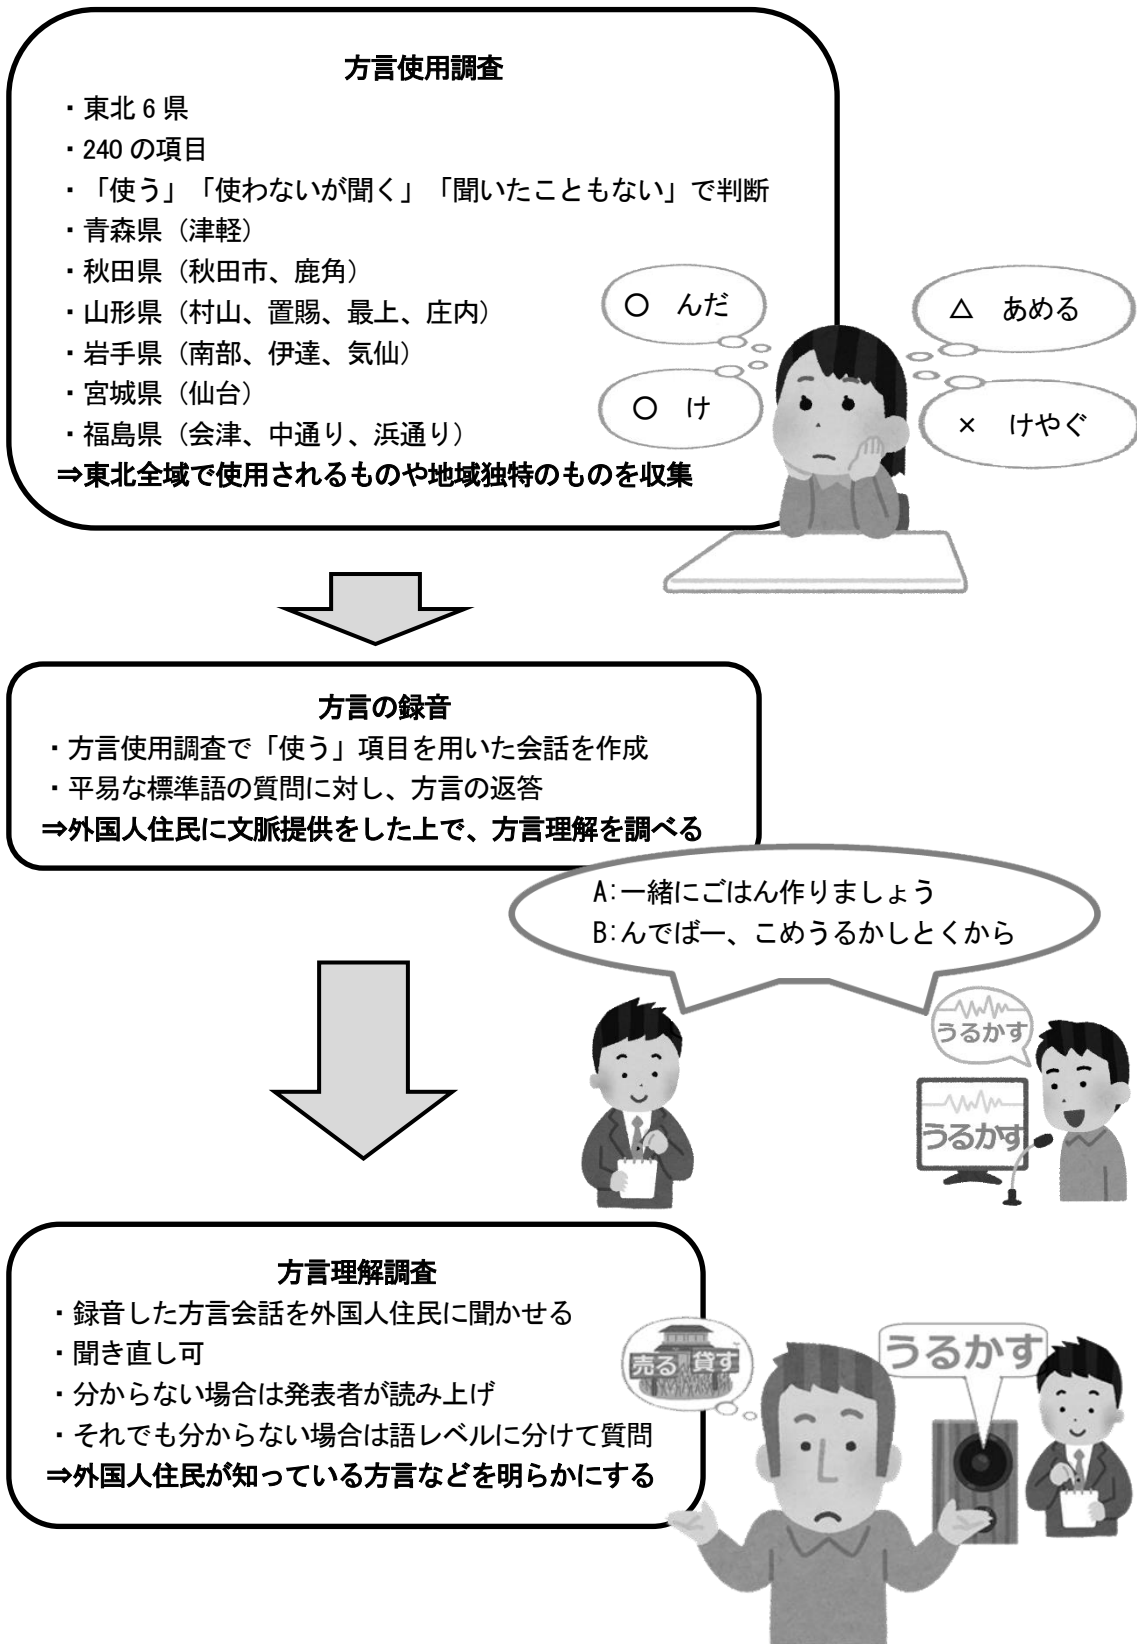 方言使用調査
・東北6県
・240の項目
・「使う」「使わないが聞く」「聞いたこともない」で判断
・青森県（津軽）
・秋田県（秋田市、鹿角）
・山形県（村山、置賜、最上、庄内）
・岩手県（南部、伊達、気仙）
・宮城県（仙台）
・福島県（会津、中通り、浜通り）
⇒東北全域で使用されるものや地域独特のものを収集
○ んだ
△ あめる
○ け
× けやぐ
方言の録音
・方言使用調査で「使う」項目を用いた会話を作成
・平易な標準語の質問に対し、方言の返答
⇒外国人住民に文脈提供をした上で、方言理解を調べる
A:一緒にごはん作りましょう
B:んでばー、こめうるかしとくから
うるかす
うるかす
方言理解調査
・録音した方言会話を外国人住民に聞かせる
・聞き直し可
・分からない場合は発表者が読み上げ
・それでも分からない場合は語レベルに分けて質問
⇒外国人住民が知っている方言などを明らかにする
売る 貸す
うるかす